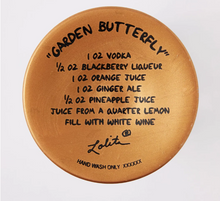 "GARDEN BUTTERFLY"
1 OZ VODKA
½ OZ BLACKBERRY LIQUEUR
1 OZ ORANGE JUICE
1 OZ GINGER ALE
½ OZ PINEAPPLE JUICE
JUICE FROM A QUARTER LEMON
FILL WITH WHITE WINE
Lolita®
HAND WASH ONLY XXXXXX